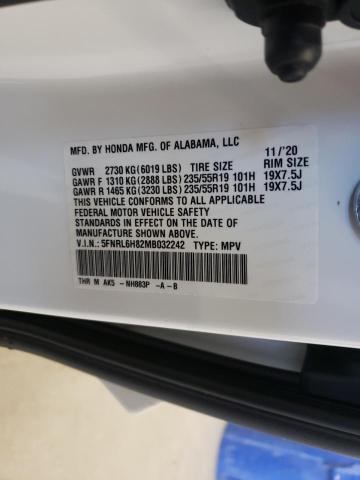 MFD. BY HONDA MFG. OF ALABAMA, LLC 11/'20
GVWR 2730 KG (6019 LBS) TIRE SIZE RIM SIZE
GAWR F 1310 KG (2888 LBS) 235/55R19 101H 19X7.5J
GAWR R 1465 KG (3230 LBS) 235/55R19 101H 19X7.5J
THIS VEHICLE CONFORMS TO ALL APPLICABLE
FEDERAL MOTOR VEHICLE SAFETY
STANDARDS IN EFFECT ON THE DATE OF
MANUFACTURE SHOWN ABOVE.
V.I.N.: 5FNRL6H82MB032242 TYPE: MPV
THR M AK5 - NH883P -A-B